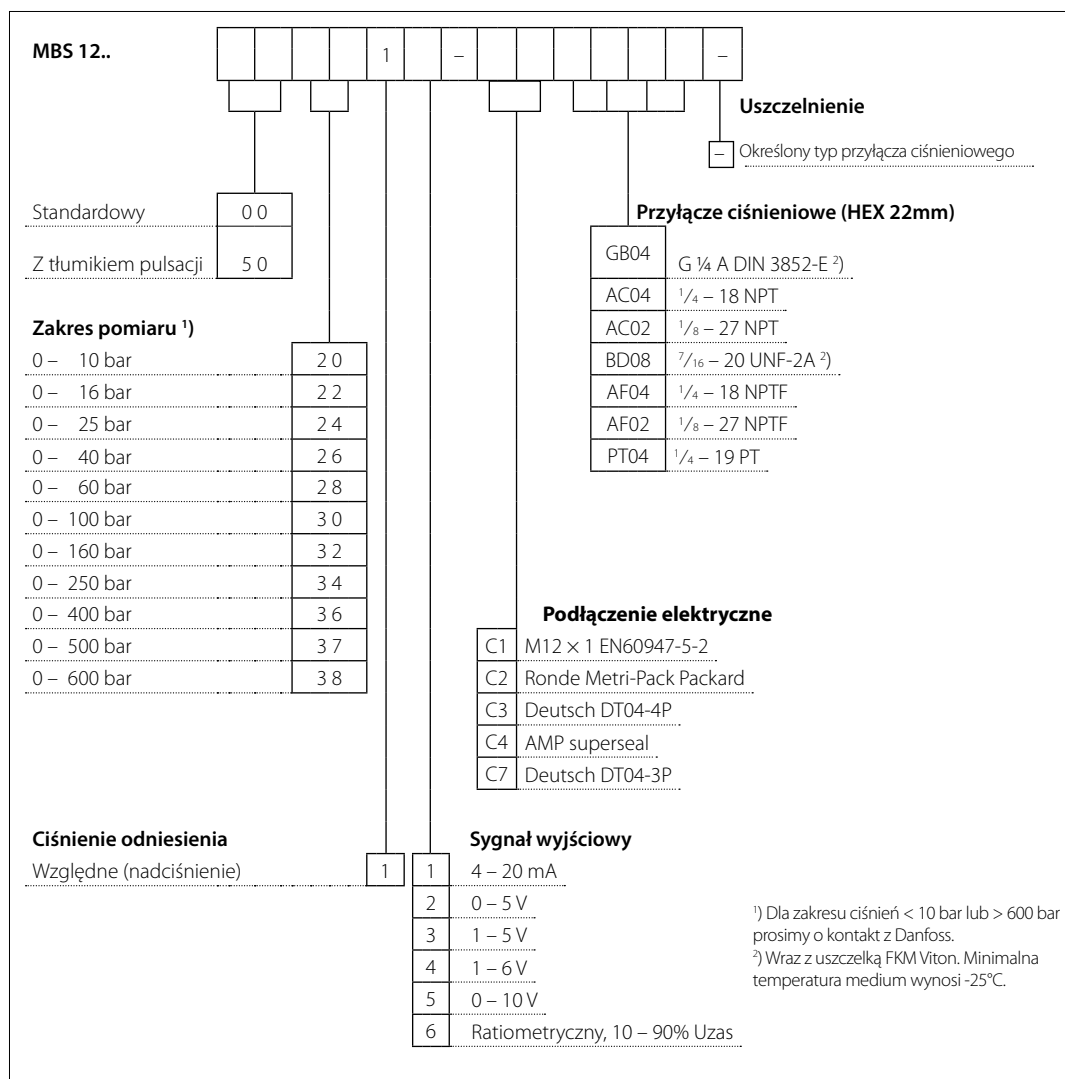 MBS 12..
1 – –
Uszczelnienie
– Określony typ przyłącza ciśnieniowego
Standardowy 0 0
Z tłumikiem pulsacji 5 0
Przyłącze ciśnieniowe (HEX 22mm)
GB04 G ¼ A DIN 3852-E ²)
AC04 1/4 – 18 NPT
AC02 1/8 – 27 NPT
BD08 7/16 – 20 UNF-2A ²)
AF04 1/4 – 18 NPTF
AF02 1/8 – 27 NPTF
PT04 1/4 – 19 PT
Zakres pomiaru ¹)
0 – 10 bar 2 0
0 – 16 bar 2 2
0 – 25 bar 2 4
0 – 40 bar 2 6
0 – 60 bar 2 8
0 – 100 bar 3 0
0 – 160 bar 3 2
0 – 250 bar 3 4
0 – 400 bar 3 6
0 – 500 bar 3 7
0 – 600 bar 3 8
Podłączenie elektryczne
C1 M12 × 1 EN60947-5-2
C2 Ronde Metri-Pack Packard
C3 Deutsch DT04-4P
C4 AMP superseal
C7 Deutsch DT04-3P
Ciśnienie odniesienia
Względne (nadciśnienie) 1
Sygnał wyjściowy
1 4 – 20 mA
2 0 – 5 V
3 1 – 5 V
4 1 – 6 V
5 0 – 10 V
6 Ratiometryczny, 10 – 90% Uzas
¹) Dla zakresu ciśnień < 10 bar lub > 600 bar
prosimy o kontakt z Danfoss.
²) Wraz z uszczelką FKM Viton. Minimalna
temperatura medium wynosi -25°C.